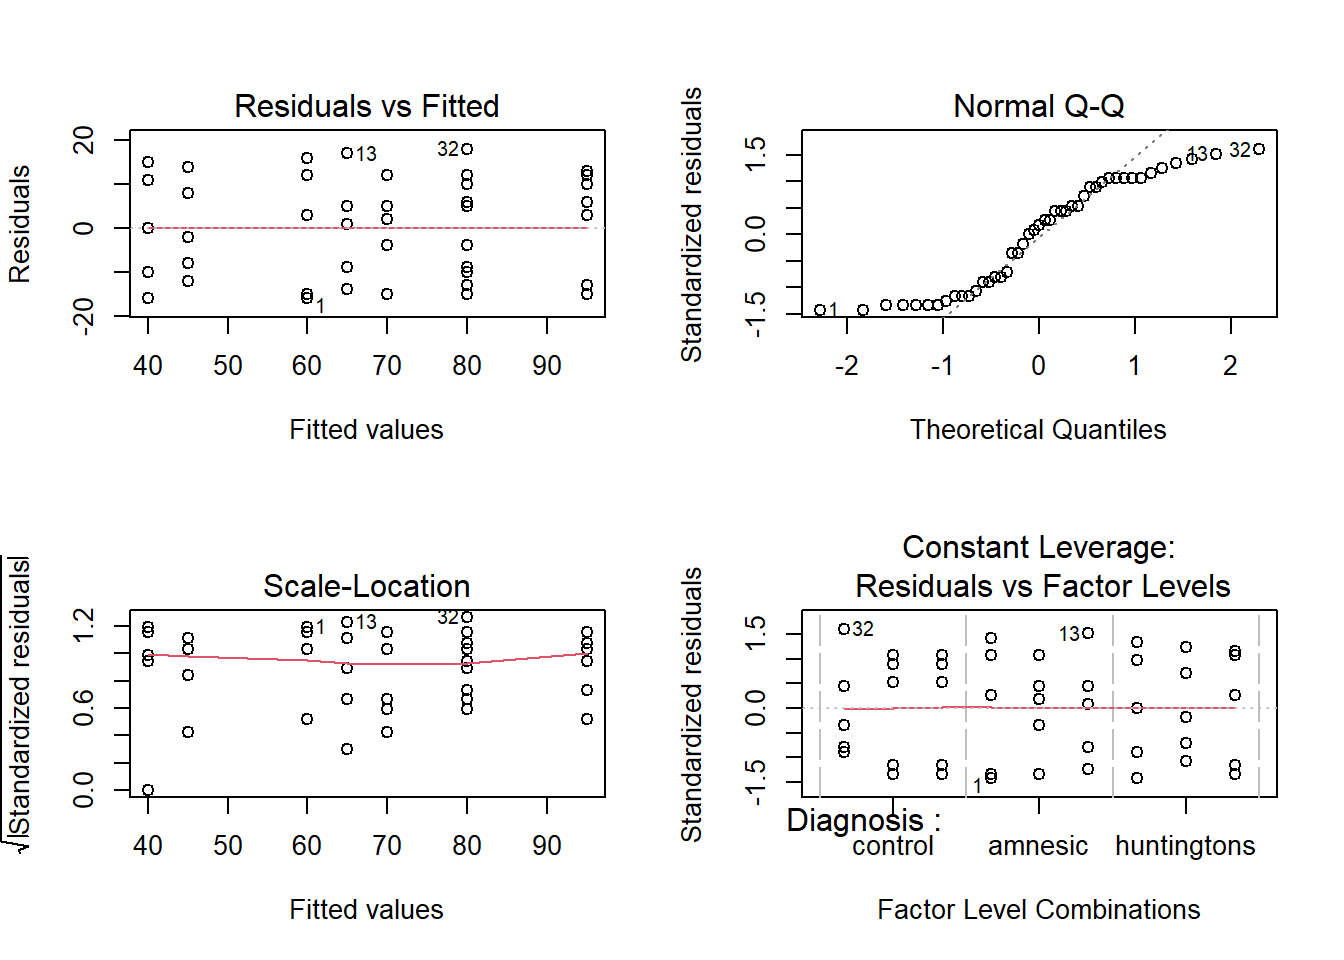 Residuals vs Fitted
Residuals
20
0
-20
13
32
1
40 50 60 70 80 90
Fitted values
Normal Q-Q
Standardized residuals
1.5
0.0
-1.5
1
13
32
-2 -1 0 1 2
Theoretical Quantiles
Scale-Location
√|Standardized residuals|
1.2
0.6
0.0
1
13
32
40 50 60 70 80 90
Fitted values
Constant Leverage:
Residuals vs Factor Levels
Standardized residuals
1.5
0.0
-1.5
32
13
1
Diagnosis :
control amnesic huntingtons
Factor Level Combinations